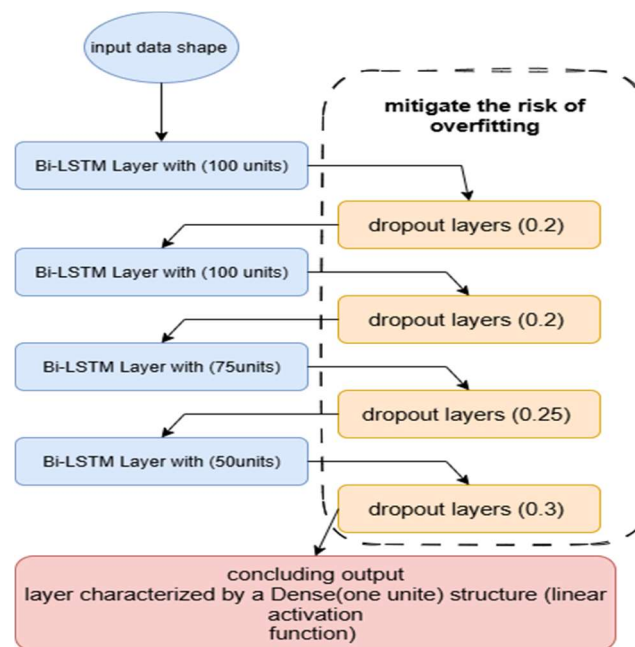 input data shape
mitigate the risk of
overfitting
Bi-LSTM Layer with (100 units)
dropout layers (0.2)
Bi-LSTM Layer with (100 units)
dropout layers (0.2)
Bi-LSTM Layer with (75units)
dropout layers (0.25)
Bi-LSTM Layer with (50units)
dropout layers (0.3)
concluding output
layer characterized by a Dense(one unite) structure (linear
activation
function)